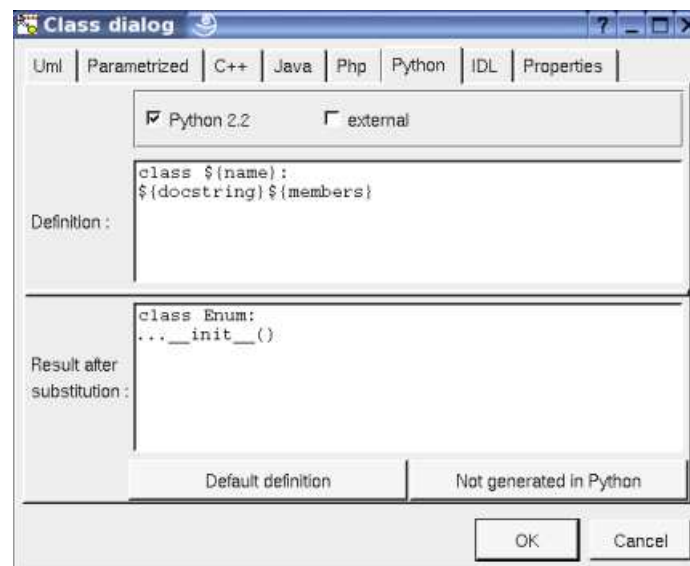 Class dialog
Uml Parametrized C++ Java Php Python IDL Properties
Python 2.2 external
Definition :
class ${name}:
${docstring}${members}
Result after
substitution :
class Enum:
...__init__()
Default definition Not generated in Python
OK Cancel